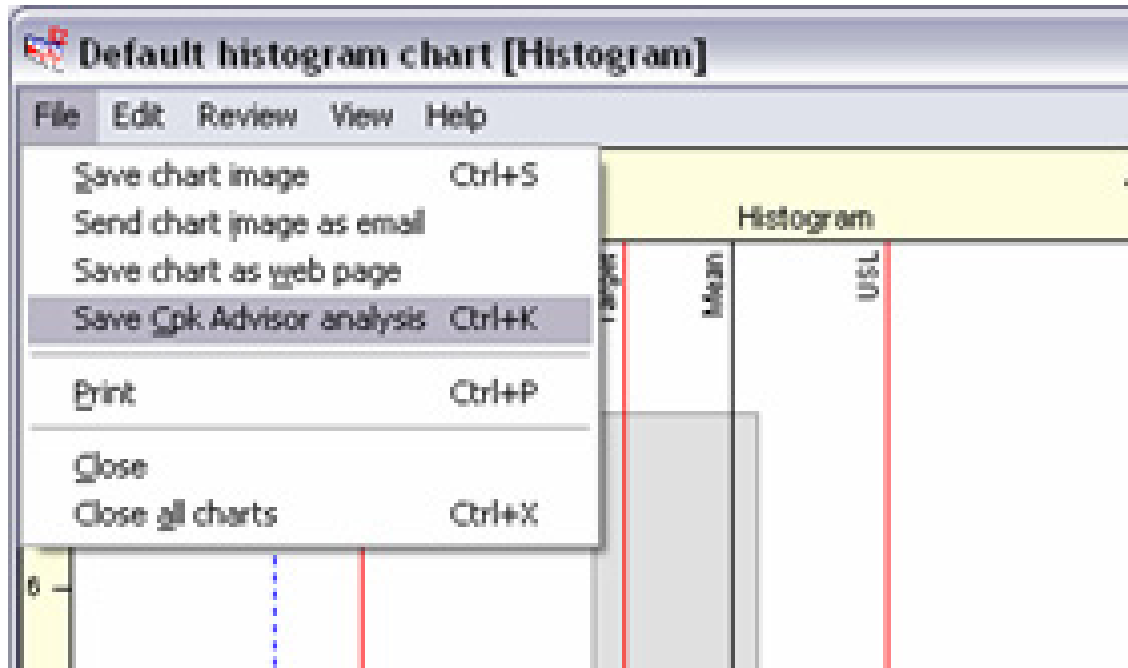 Default histogram chart [Histogram]
File Edit Review View Help
Save chart image Ctrl+S
Send chart image as email
Save chart as web page
Save Cpk Advisor analysis Ctrl+K
Print Ctrl+P
Close
Close all charts Ctrl+X
Histogram
Target
Mean
USL
6